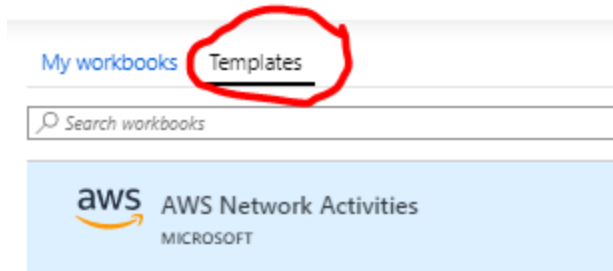 My workbooks Templates
Search workbooks
aws
AWS Network Activities
MICROSOFT